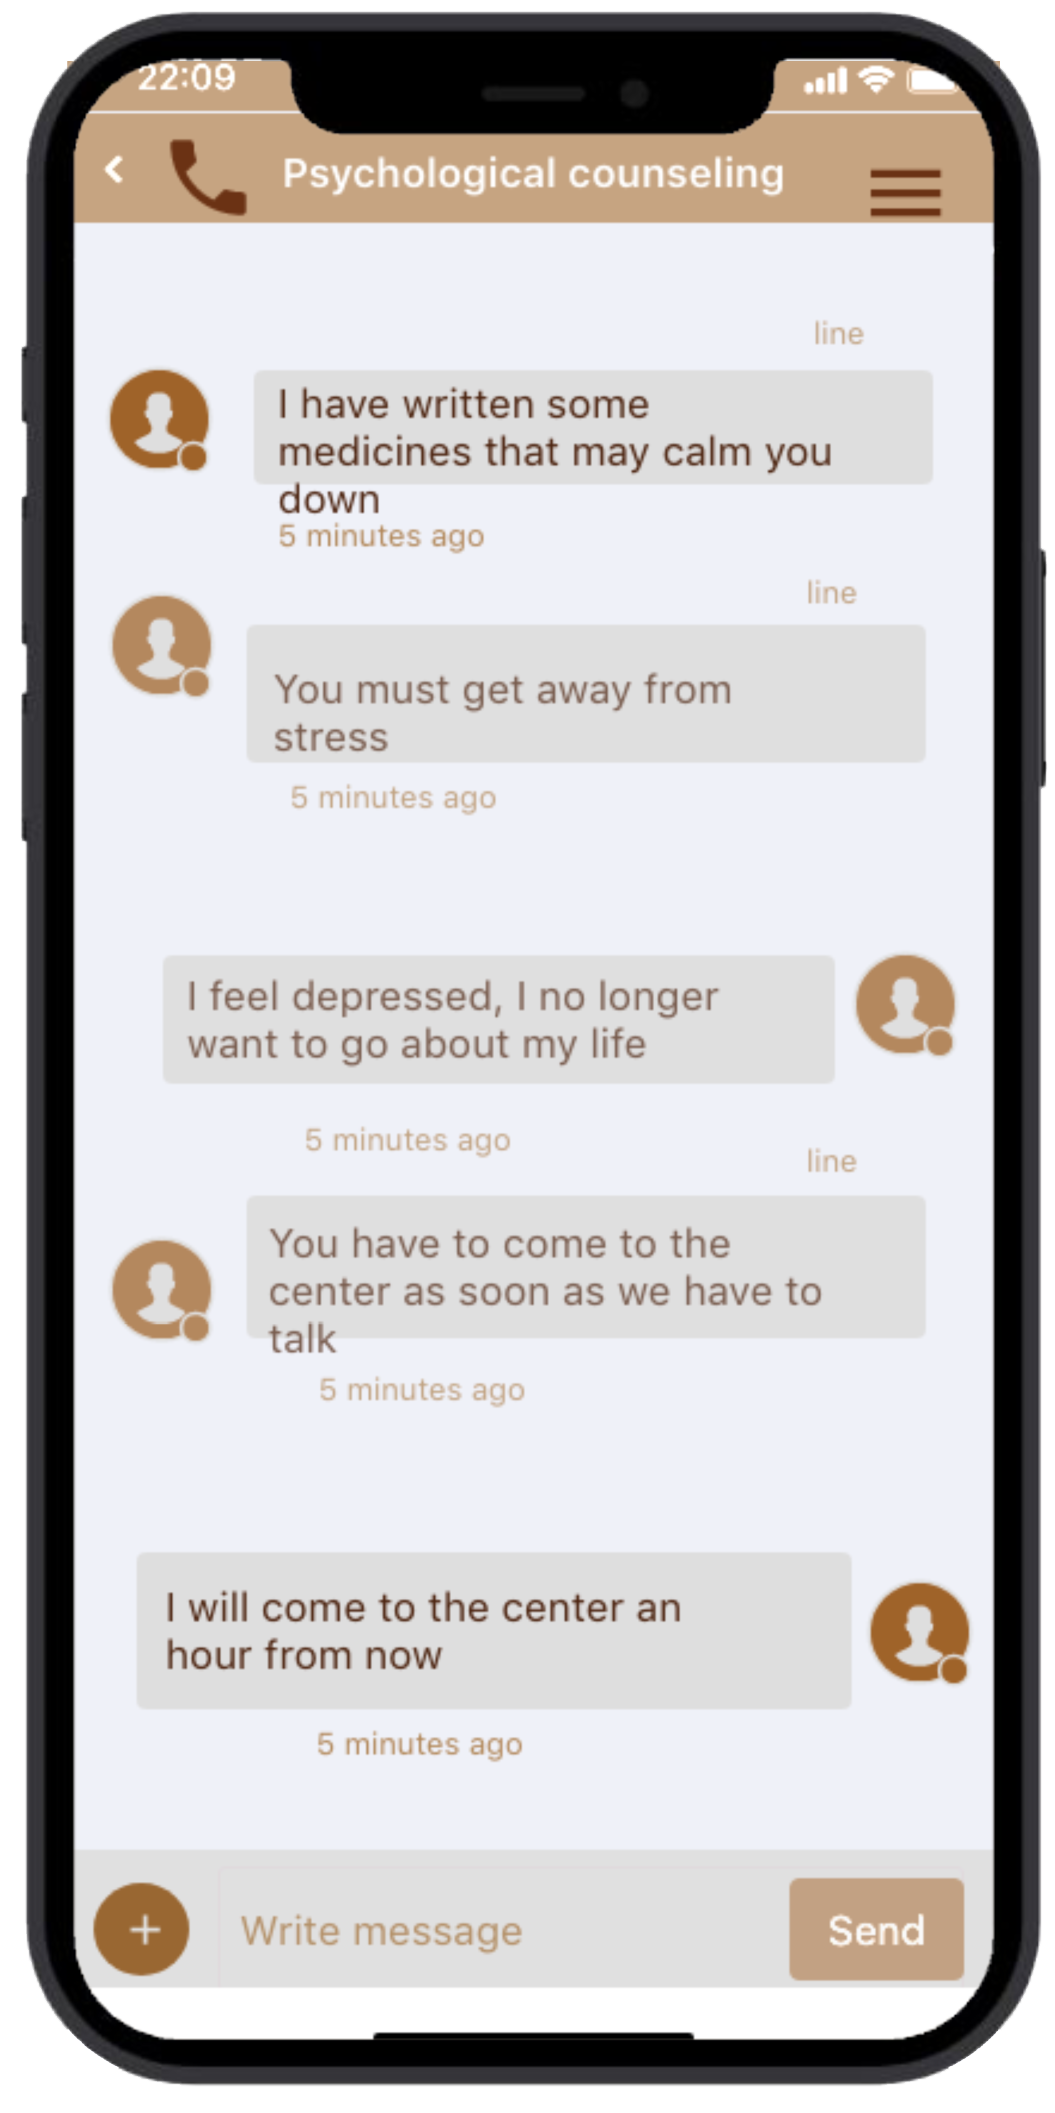 22:09
Psychological counseling
line
I have written some
medicines that may calm you
down
5 minutes ago
line
You must get away from
stress
5 minutes ago
I feel depressed, I no longer
want to go about my life
5 minutes ago
line
You have to come to the
center as soon as we have to
talk
5 minutes ago
I will come to the center an
hour from now
5 minutes ago
+
Write message
Send